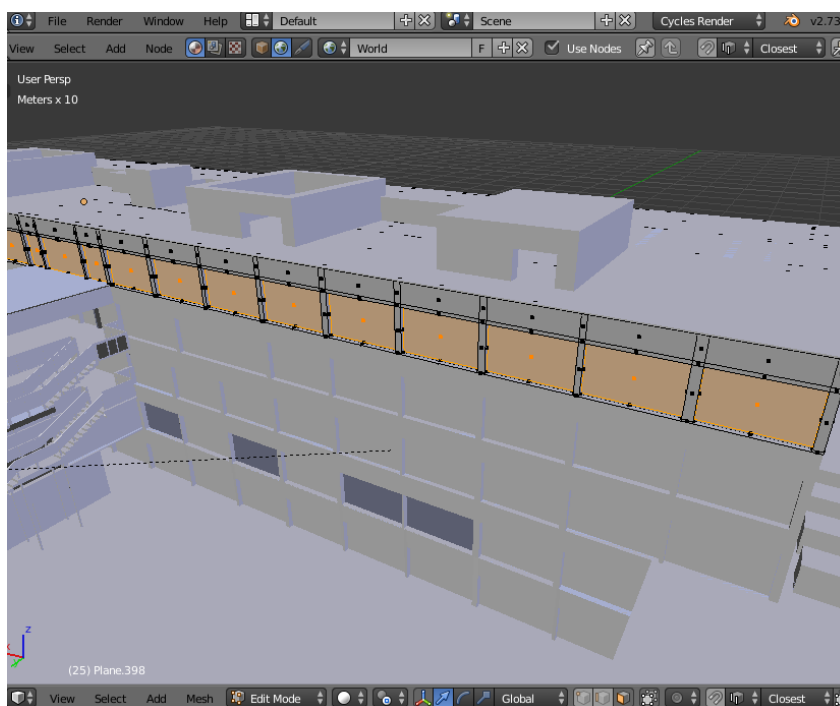 File Render Window Help Default Scene Cycles Render v2.73
View Select Add Node World F Use Nodes Closest
User Persp
Meters x 10
z
(25) Plane.398
View Select Add Mesh Edit Mode Global Closest